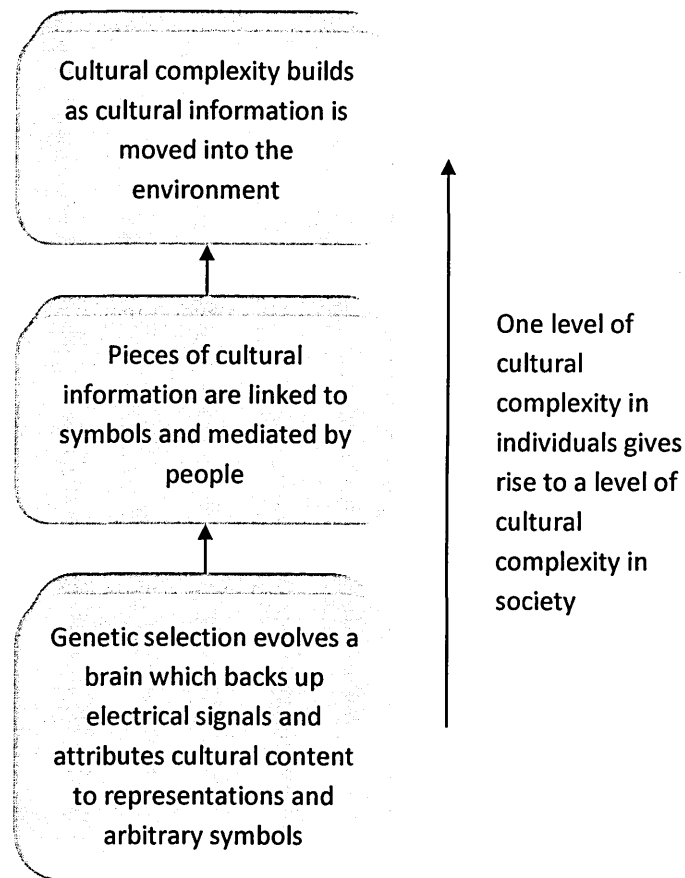 Cultural complexity builds
as cultural information is
moved into the
environment
Pieces of cultural
information are linked to
symbols and mediated by
people
One level of
cultural
complexity in
individuals gives
rise to a level of
cultural
complexity in
society
Genetic selection evolves a
brain which backs up
electrical signals and
attributes cultural content
to representations and
arbitrary symbols